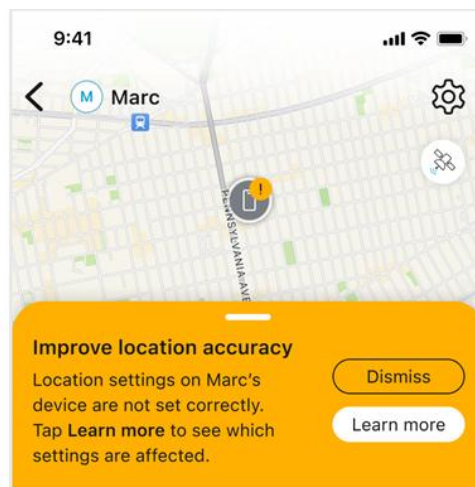 9:41
M Marc
!
PENNSYLVANIA AVE
Improve location accuracy
Location settings on Marc's
device are not set correctly.
Tap Learn more to see which
settings are affected.
Dismiss
Learn more